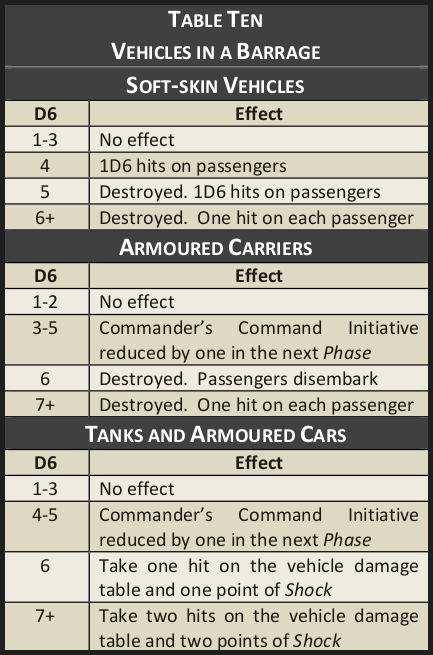 TABLE TEN
VEHICLES IN A BARRAGE
SOFT-SKIN VEHICLES
D6 Effect
1-3 No effect
4 1D6 hits on passengers
5 Destroyed. 1D6 hits on passengers
6+ Destroyed. One hit on each passenger
ARMOURED CARRIERS
D6 Effect
1-2 No effect
3-5 Commander's Command Initiative
reduced by one in the next Phase
6 Destroyed. Passengers disembark
7+ Destroyed. One hit on each passenger
TANKS AND ARMOURED CARS
D6 Effect
1-3 No effect
4-5 Commander's Command Initiative
reduced by one in the next Phase
6 Take one hit on the vehicle damage
table and one point of Shock
7+ Take two hits on the vehicle damage
table and two points of Shock